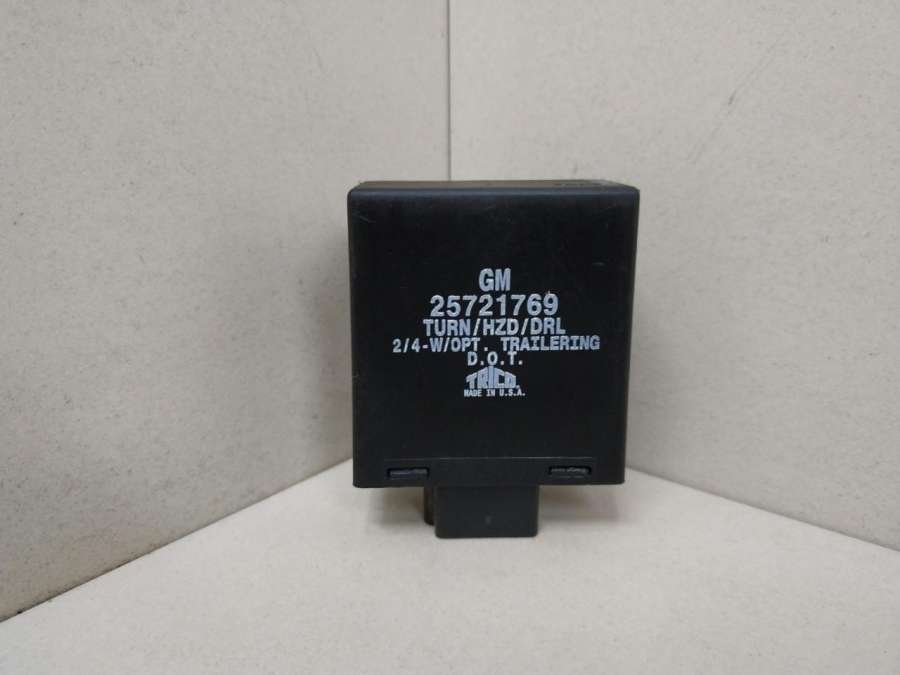 GM
25721769
TURN/HZD/DRL
2/4-W/OPT. TRAILERING
D.O.T.
TRICO
MADE IN U.S.A.